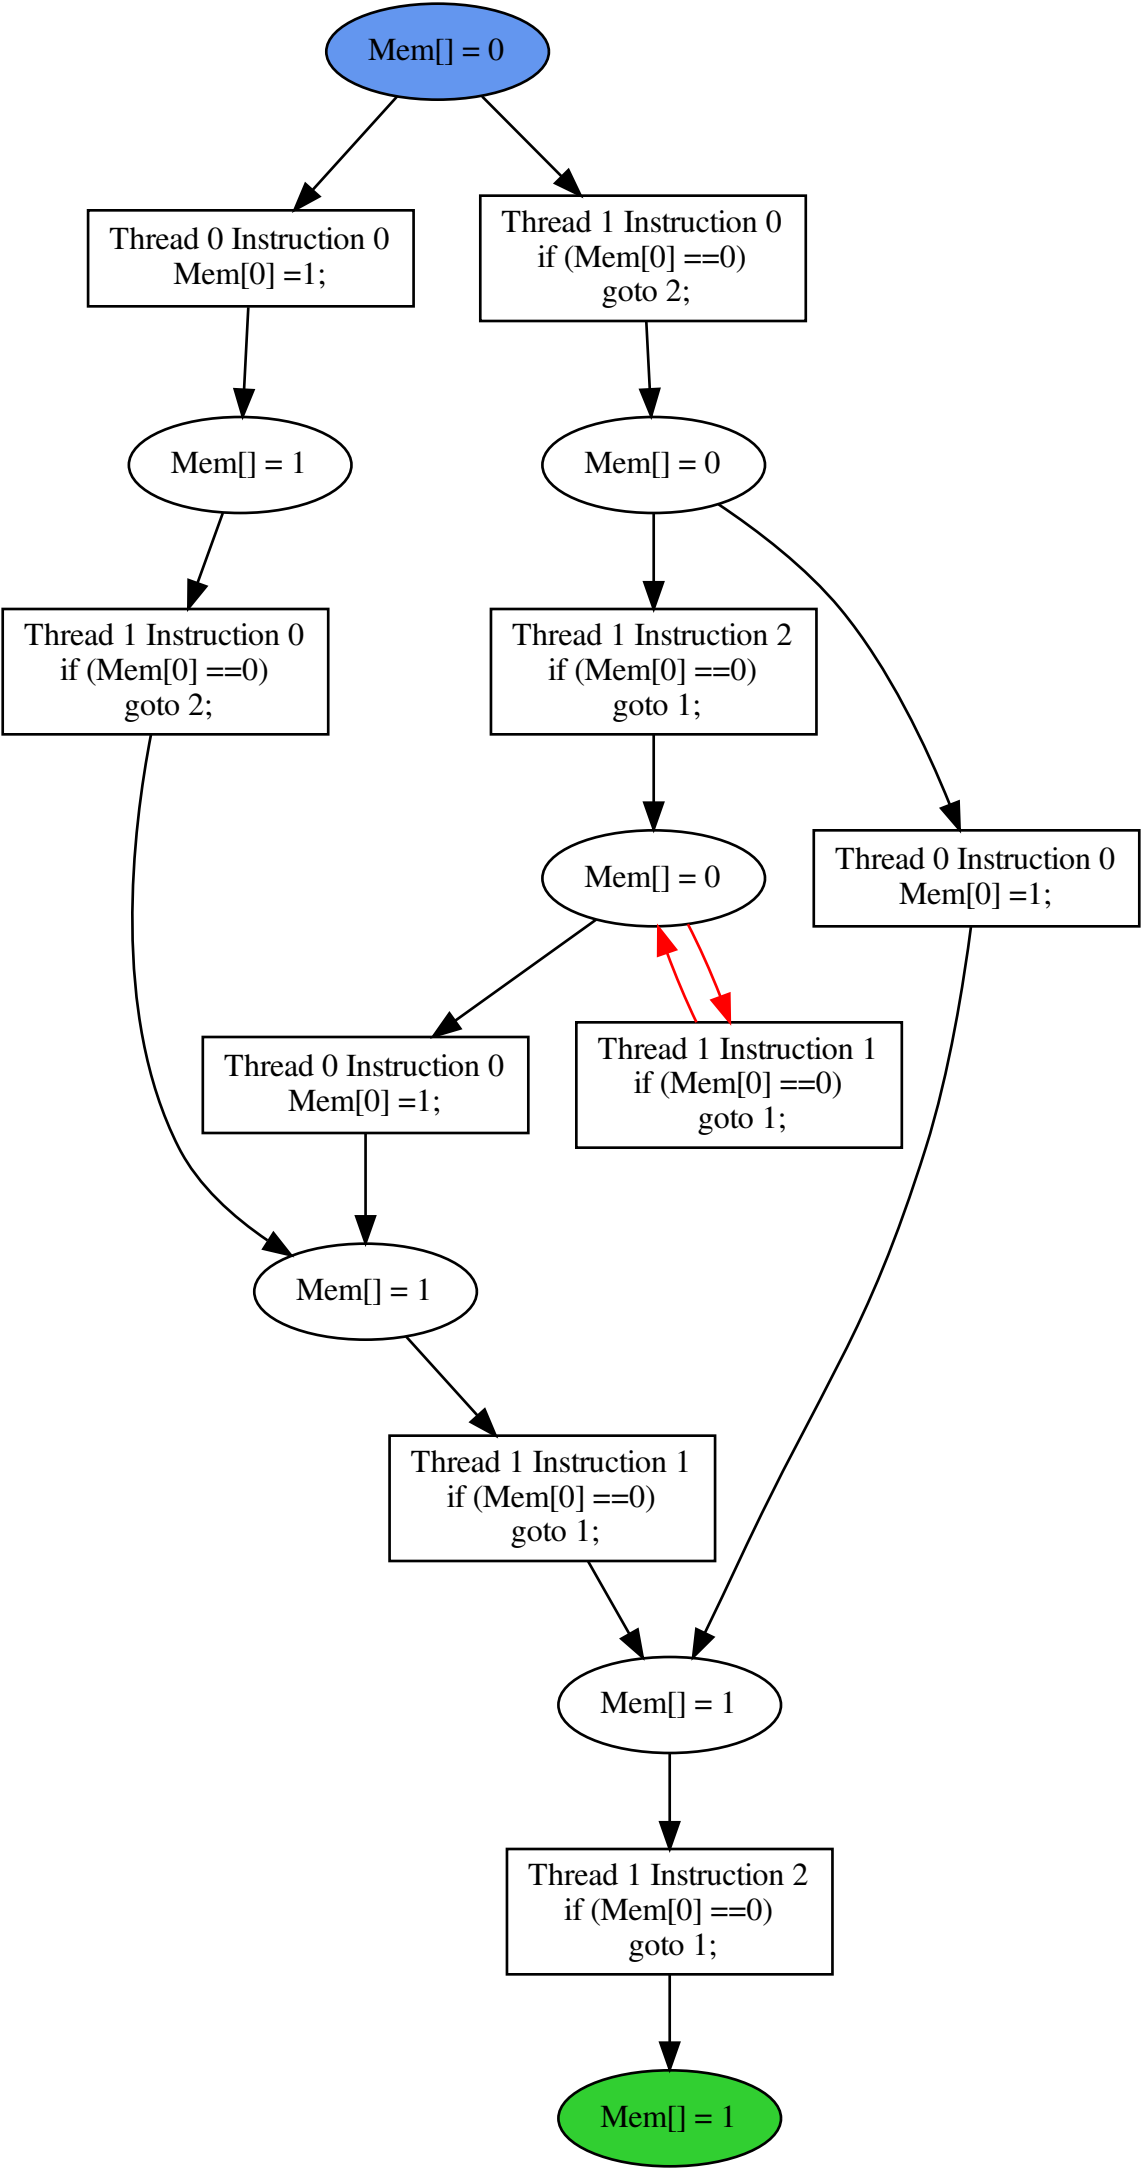 Mem[] = 0
Thread 0 Instruction 0
Mem[0] =1;
Thread 1 Instruction 0
if (Mem[0] ==0)
goto 2;
Mem[] = 1
Mem[] = 0
Thread 1 Instruction 0
if (Mem[0] ==0)
goto 2;
Thread 1 Instruction 2
if (Mem[0] ==0)
goto 1;
Mem[] = 0
Thread 0 Instruction 0
Mem[0] =1;
Thread 0 Instruction 0
Mem[0] =1;
Thread 1 Instruction 1
if (Mem[0] ==0)
goto 1;
Mem[] = 1
Thread 1 Instruction 1
if (Mem[0] ==0)
goto 1;
Mem[] = 1
Thread 1 Instruction 2
if (Mem[0] ==0)
goto 1;
Mem[] = 1